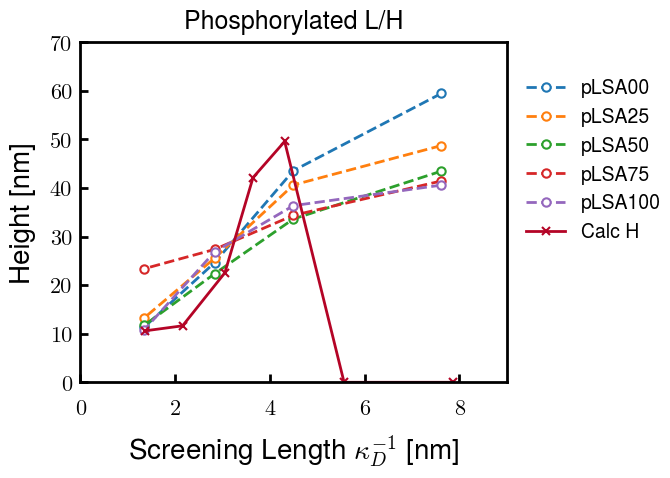 Phosphorylated L/H
Height [nm]
70
60
50
40
30
20
10
0
0 2 4 6 8
Screening Length κ_D^{-1} [nm]
pLSA00
pLSA25
pLSA50
pLSA75
pLSA100
Calc H